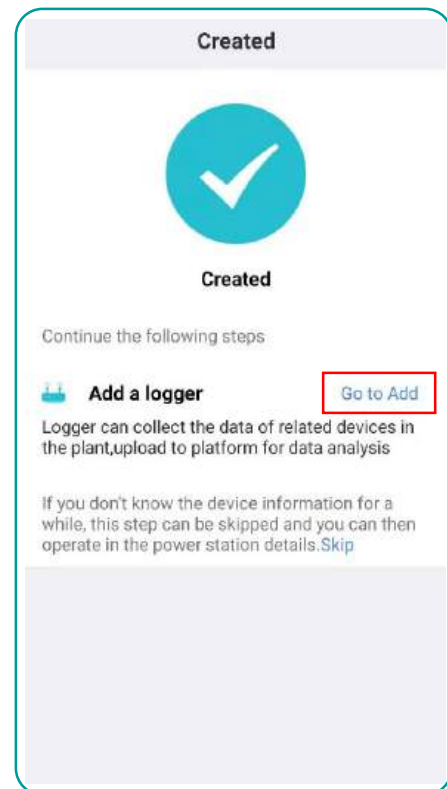 Created
Created
Continue the following steps
Add a logger Go to Add
Logger can collect the data of related devices in
the plant,upload to platform for data analysis
If you don't know the device information for a
while, this step can be skipped and you can then
operate in the power station details.Skip